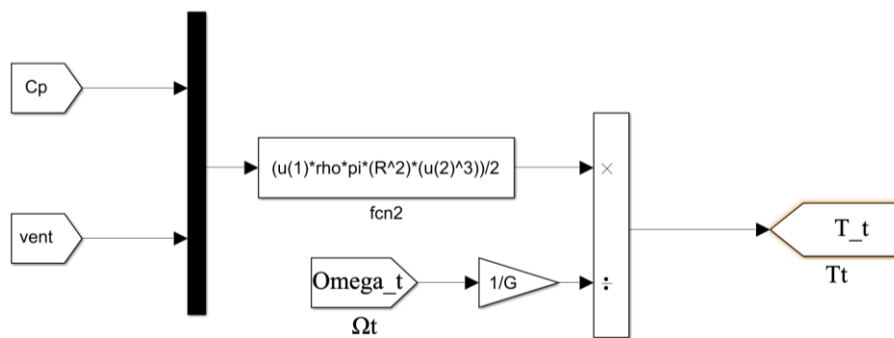 Cp
(u(1)*rho*pi*(R^2)*(u(2)^3))/2
×
fcn2
vent
T_t
Tt
Omega_t
1/G
÷
Ωt